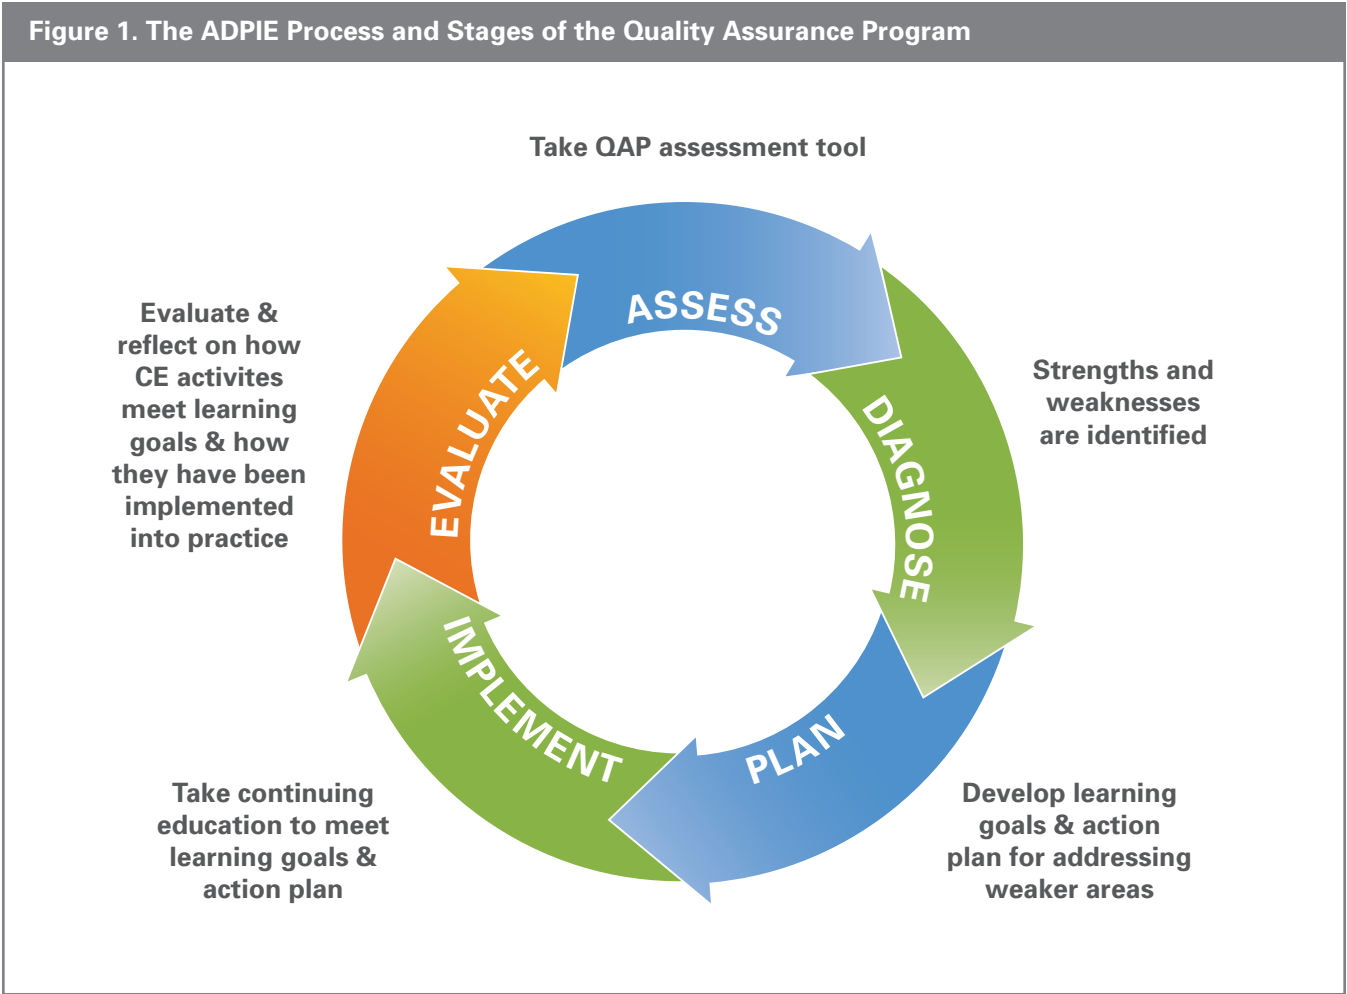 Figure 1. The ADPIE Process and Stages of the Quality Assurance Program
Take QAP assessment tool
ASSESS
Strengths and
weaknesses
are identified
DIAGNOSE
Develop learning
goals & action
plan for addressing
weaker areas
PLAN
Take continuing
education to meet
learning goals &
action plan
IMPLEMENT
Evaluate &
reflect on how
CE activites
meet learning
goals & how
they have been
implemented
into practice
EVALUATE